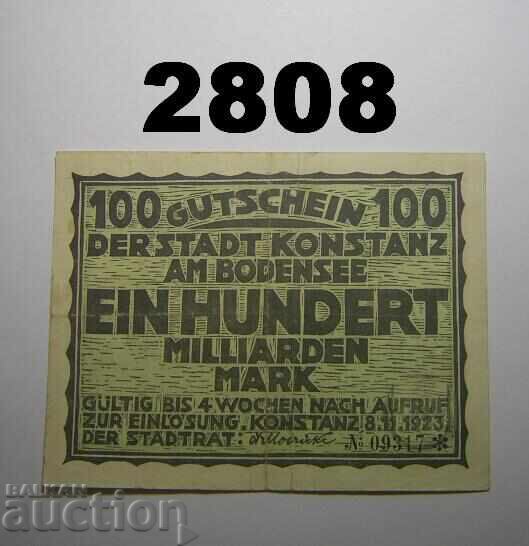 2808
100 GUTSCHEIN 100
DER STADT KONSTANZ
AM BODENSEE
EIN HUNDERT
MILLIARDEN
MARK
GÜLTIG BIS 4 WOCHEN NACH AUFRUF
ZUR EINLÖSUNG. KONSTANZ 8.11.1923.
DER STADTRAT: № 09317 *
BALKAN
auction